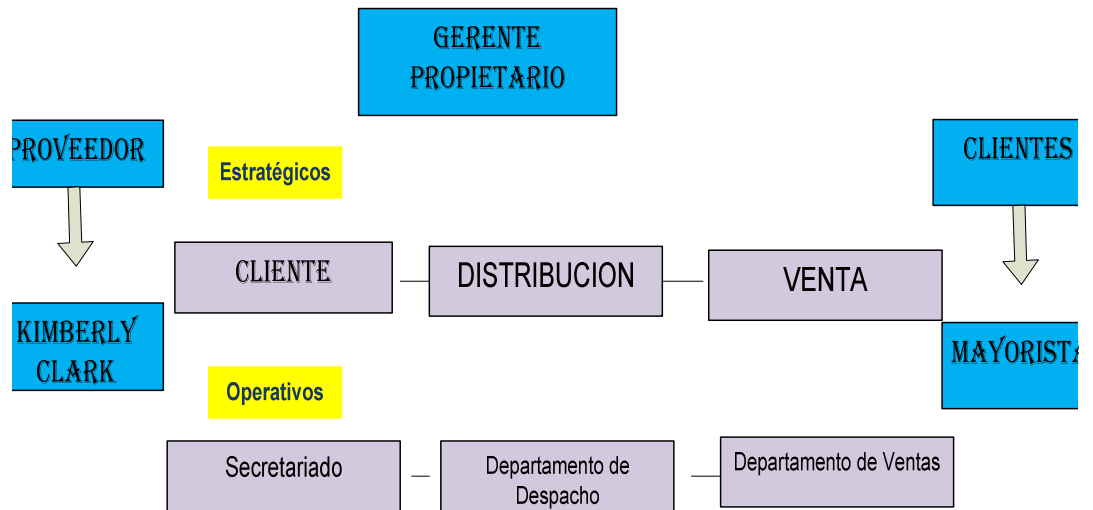 GERENTE
PROPIETARIO
PROVEEDOR
CLIENTES
Estratégicos
CLIENTE
DISTRIBUCION
VENTA
KIMBERLY
CLARK
MAYORISTA
Operativos
Secretariado
Departamento de
Despacho
Departamento de Ventas